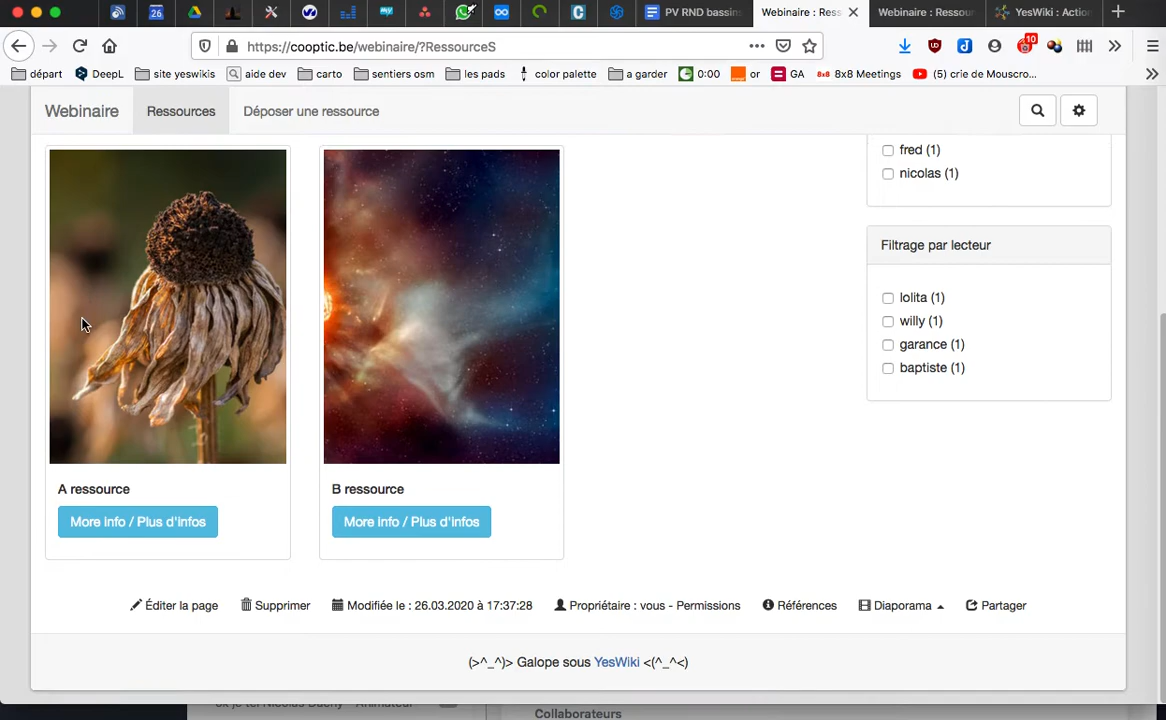 PV RND bassins
Webinaire : Ress
Webinaire : Ressou
YesWiki : Actio
https://cooptic.be/webinaire/?RessourceS
10
départ
DeepL
site yeswikis
aide dev
carto
sentiers osm
les pads
color palette
a garder
0:00
or
GA
8x8 Meetings
(5) crie de Mouscro...
Webinaire
Ressources
Déposer une ressource
fred (1)
nicolas (1)
Filtrage par lecteur
lolita (1)
willy (1)
garance (1)
baptiste (1)
A ressource
More info / Plus d'infos
B ressource
More info / Plus d'infos
Éditer la page
Supprimer
Modifiée le : 26.03.2020 à 17:37:28
Propriétaire : vous - Permissions
Références
Diaporama
Partager
(>^_^)> Galope sous YesWiki <(^_^<)
Collaborateurs